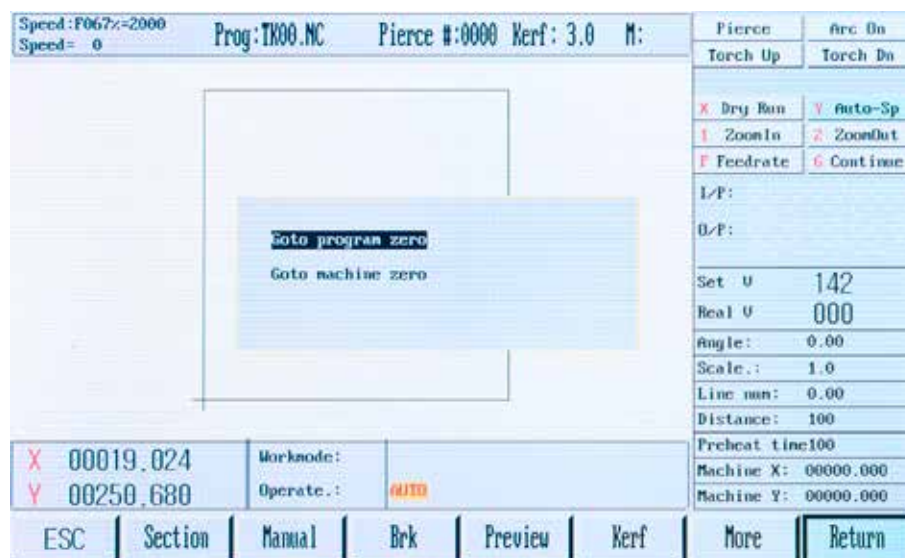 Speed:F067%=2000
Speed= 0
Prog:TK00.NC Pierce #:0000 Kerf: 3.0 M:
Pierce Arc On
Torch Up Torch Dn
X Dry Run Y Auto-Sp
1 ZoomIn 2 ZoomOut
F Feedrate G Continue
I/P:
O/P:
Goto program zero
Goto machine zero
Set V 142
Real V 000
Angle: 0.00
Scale.: 1.0
Line num: 0.00
Distance: 100
Preheat time100
Machine X: 00000.000
Machine Y: 00000.000
X 00019.024
Y 00250.680
Workmode:
Operate.: AUTO
ESC Section Manual Brk Preview Kerf More Return